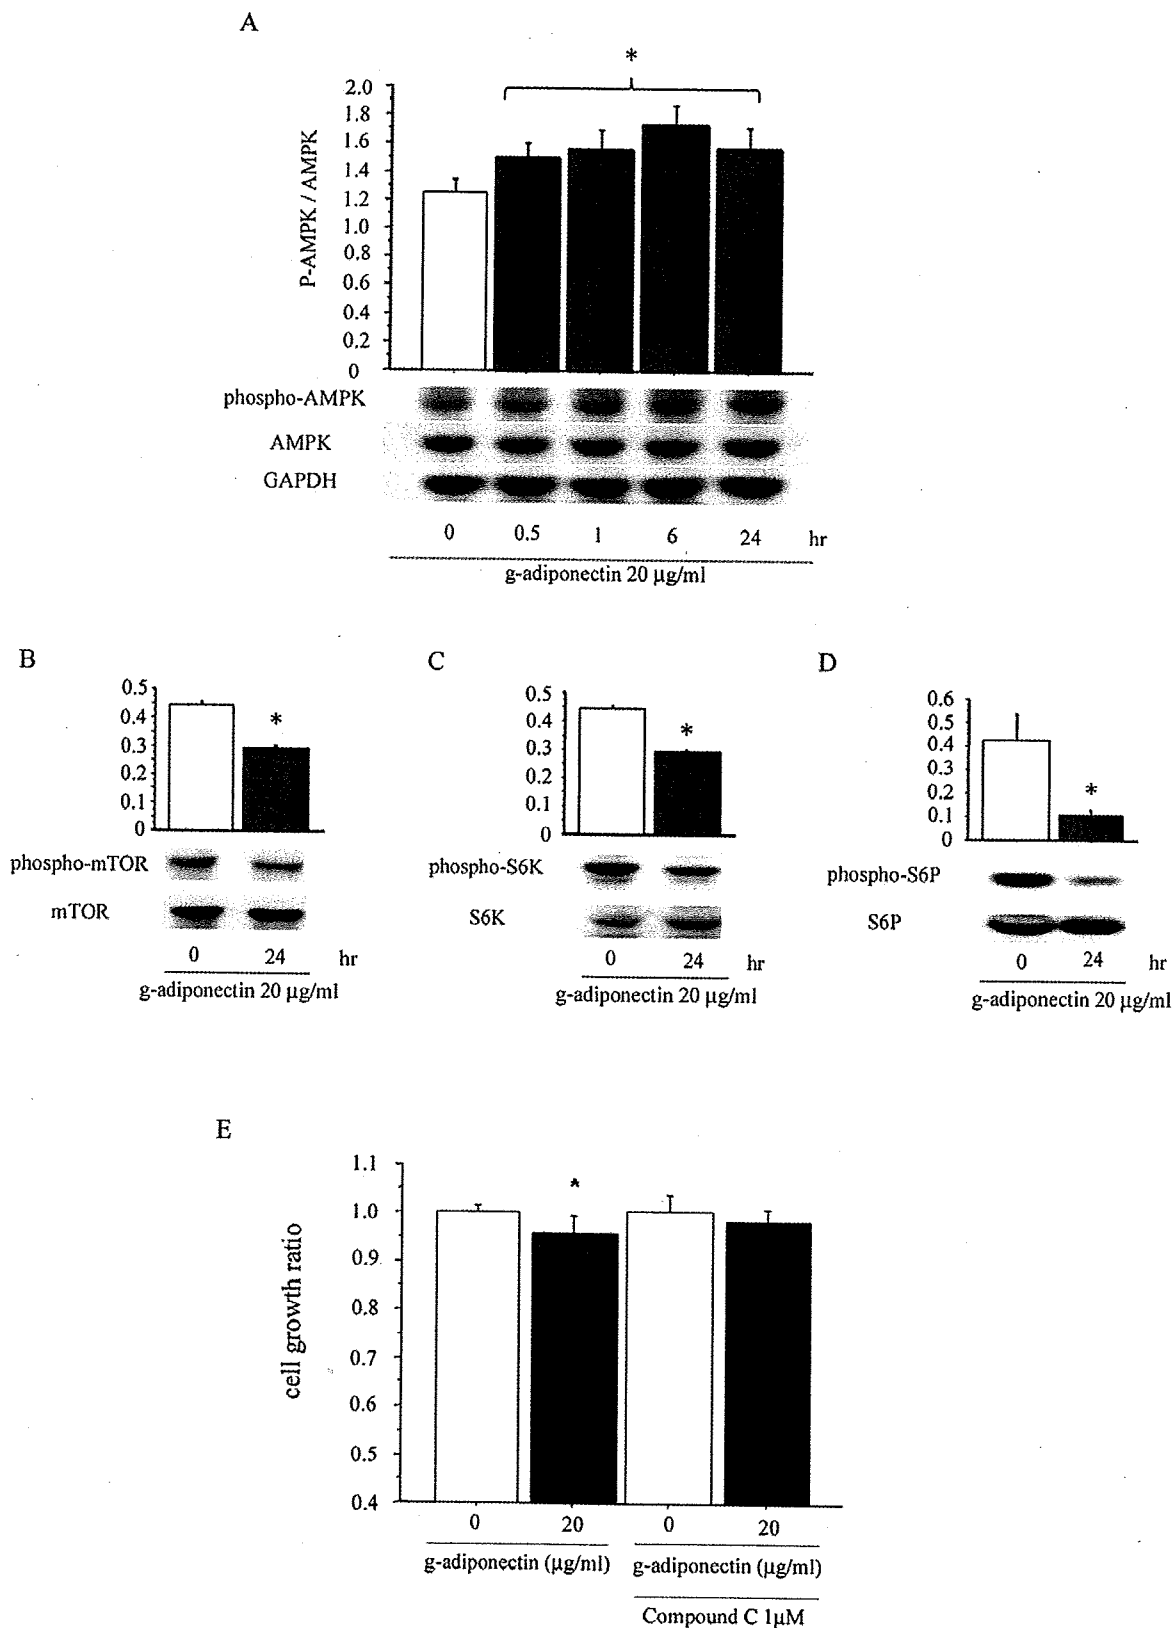 A
*
2.0
1.8
1.6
1.4
1.2
1.0
0.8
0.6
0.4
0.2
0
P-AMPK / AMPK
phospho-AMPK
AMPK
GAPDH
0 0.5 1 6 24 hr
g-adiponectin 20 µg/ml
B
0.5
0.4
0.3
0.2
0.1
0
*
phospho-mTOR
mTOR
0 24 hr
g-adiponectin 20 µg/ml
C
0.5
0.4
0.3
0.2
0.1
0
*
phospho-S6K
S6K
0 24 hr
g-adiponectin 20 µg/ml
D
0.6
0.5
0.4
0.3
0.2
0.1
0
*
phospho-S6P
S6P
0 24 hr
g-adiponectin 20 µg/ml
E
1.1
1.0
0.9
0.8
0.7
0.6
0.5
0.4
cell growth ratio
*
0 20 0 20
g-adiponectin (µg/ml) g-adiponectin (µg/ml)
Compound C 1µM